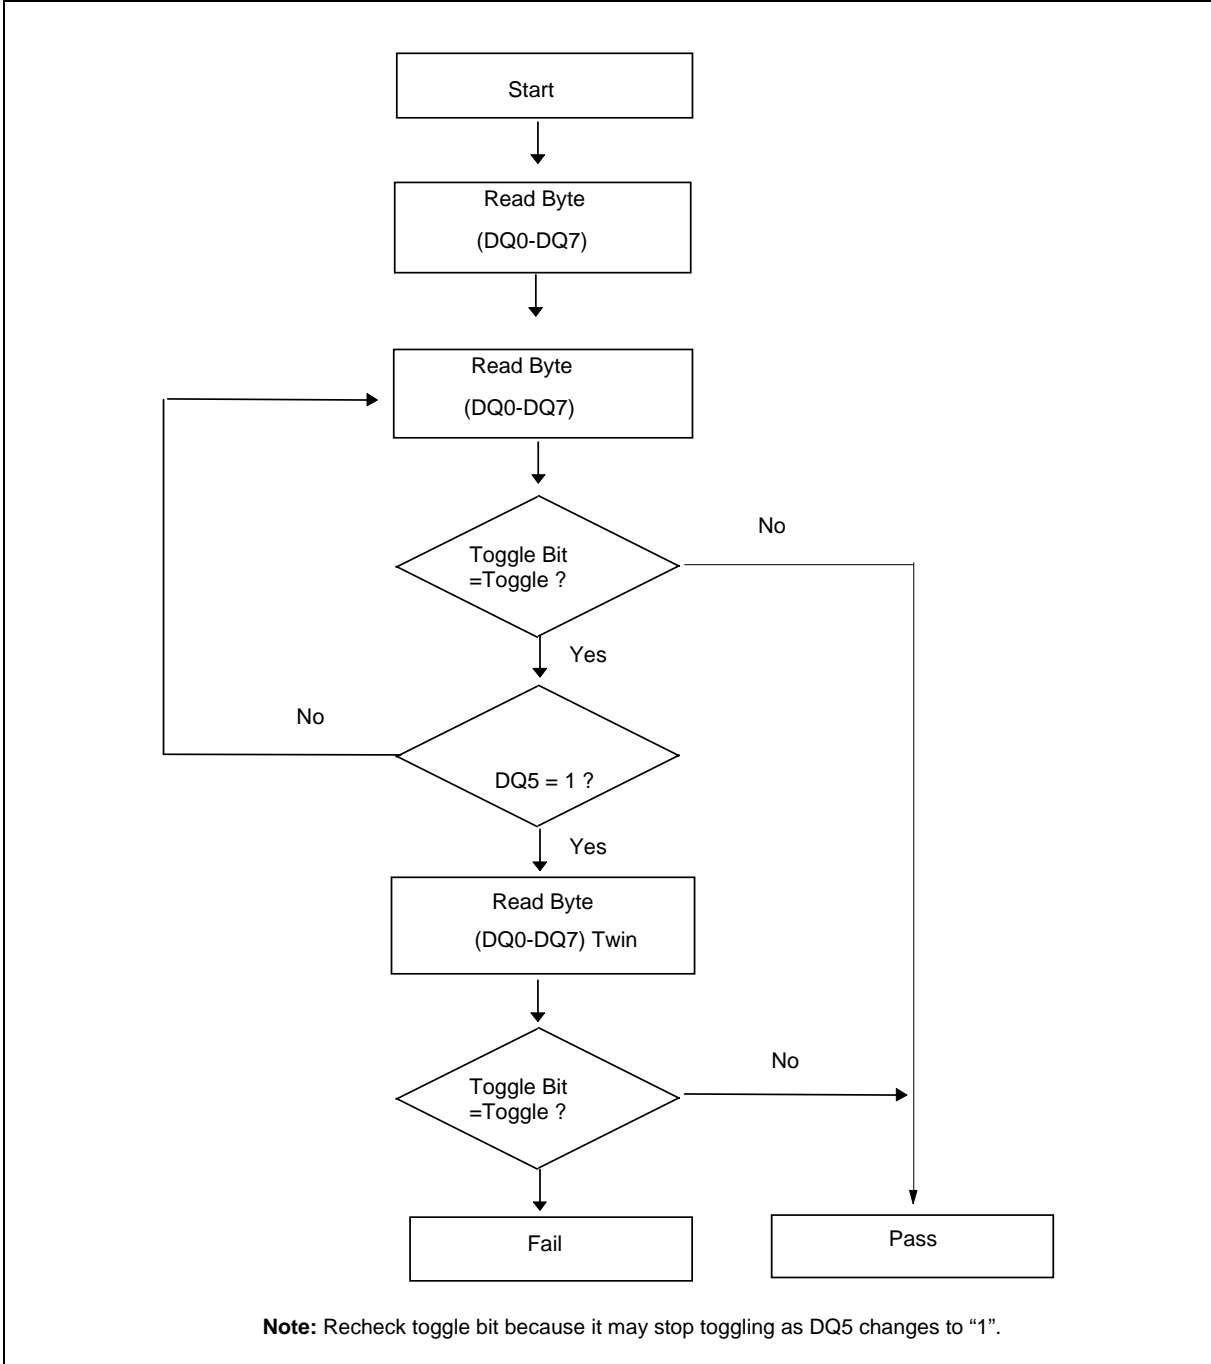 Start
Read Byte
(DQ0-DQ7)
Read Byte
(DQ0-DQ7)
Toggle Bit
=Toggle ?
No
Yes
No
DQ5 = 1 ?
Yes
Read Byte
(DQ0-DQ7) Twin
Toggle Bit
=Toggle ?
No
Fail
Pass
Note: Recheck toggle bit because it may stop toggling as DQ5 changes to “1”.